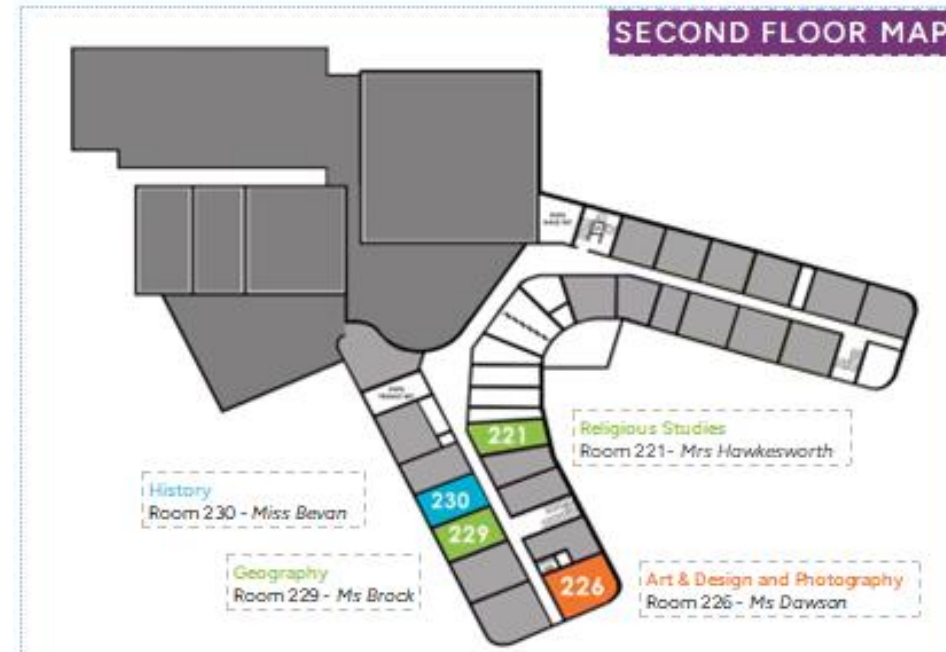 SECOND FLOOR MAP
221
Religious Studies
Room 221- Mrs Hawkesworth
History
Room 230 - Miss Bevan
230
229
Geography
Room 229 - Ms Brock
226
Art & Design and Photography
Room 226 - Ms Dawson